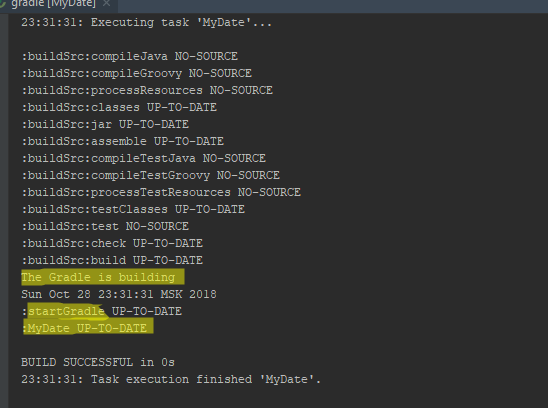 gradle [MyDate]
23:31:31: Executing task 'MyDate'...
:buildSrc:compileJava NO-SOURCE
:buildSrc:compileGroovy NO-SOURCE
:buildSrc:processResources NO-SOURCE
:buildSrc:classes UP-TO-DATE
:buildSrc:jar UP-TO-DATE
:buildSrc:assemble UP-TO-DATE
:buildSrc:compileTestJava NO-SOURCE
:buildSrc:compileTestGroovy NO-SOURCE
:buildSrc:processTestResources NO-SOURCE
:buildSrc:testClasses UP-TO-DATE
:buildSrc:test NO-SOURCE
:buildSrc:check UP-TO-DATE
:buildSrc:build UP-TO-DATE
The Gradle is building
Sun Oct 28 23:31:31 MSK 2018
:startGradle UP-TO-DATE
:MyDate UP-TO-DATE
BUILD SUCCESSFUL in 0s
23:31:31: Task execution finished 'MyDate'.